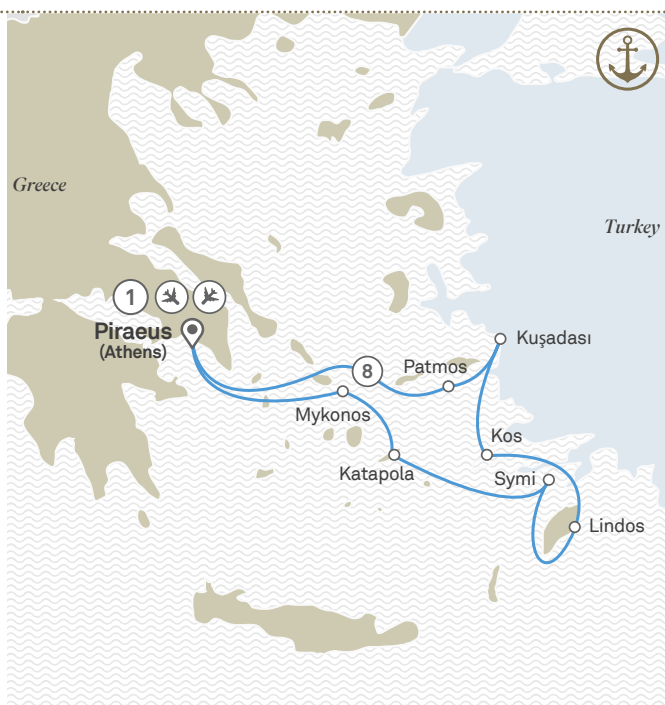 Greece
Turkey
1
Piraeus
(Athens)
Kuşadası
8
Patmos
Mykonos
Kos
Katapola
Symi
Lindos